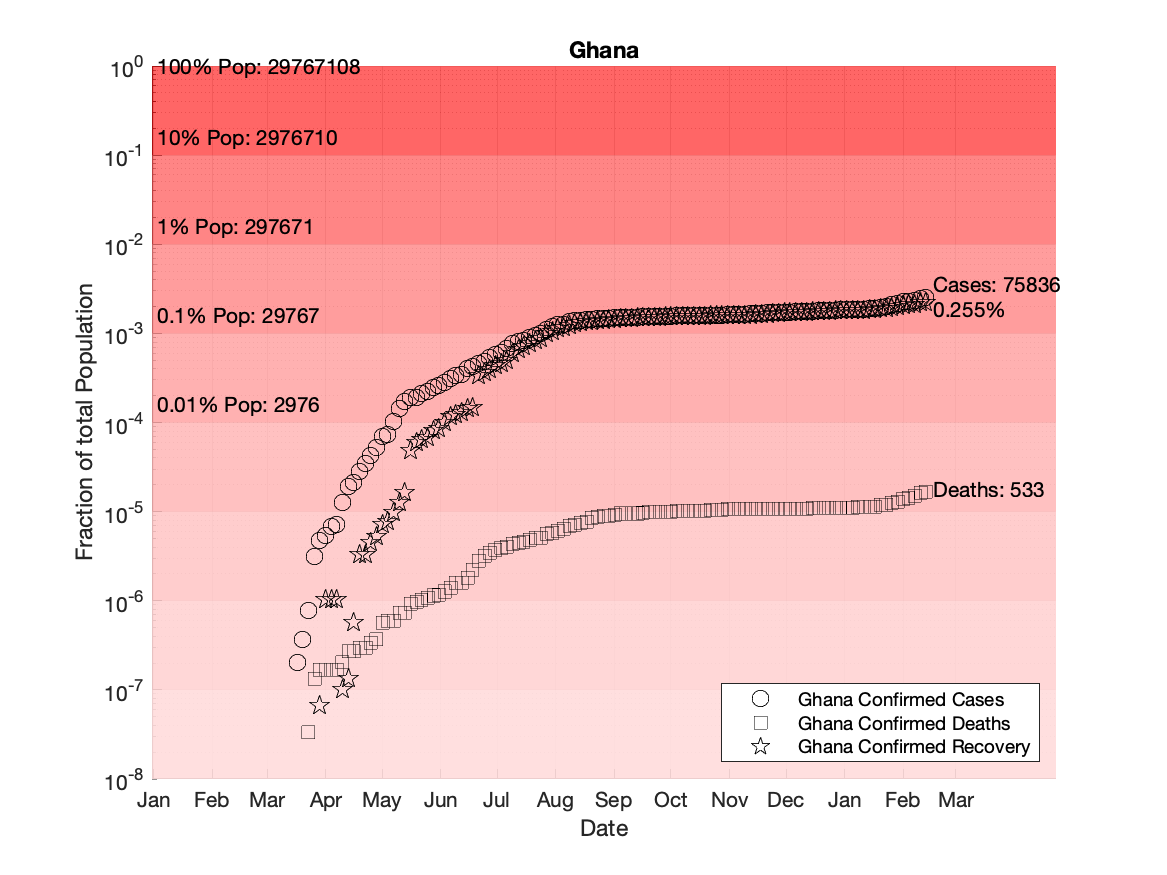 Ghana
10^0
100% Pop: 29767108
10% Pop: 2976710
10^-1
1% Pop: 297671
10^-2
Cases: 75836
0.255%
0.1% Pop: 29767
10^-3
0.01% Pop: 2976
10^-4
Deaths: 533
10^-5
10^-6
10^-7
10^-8
Fraction of total Population
Ghana Confirmed Cases
Ghana Confirmed Deaths
Ghana Confirmed Recovery
Jan Feb Mar Apr May Jun Jul Aug Sep Oct Nov Dec Jan Feb Mar
Date